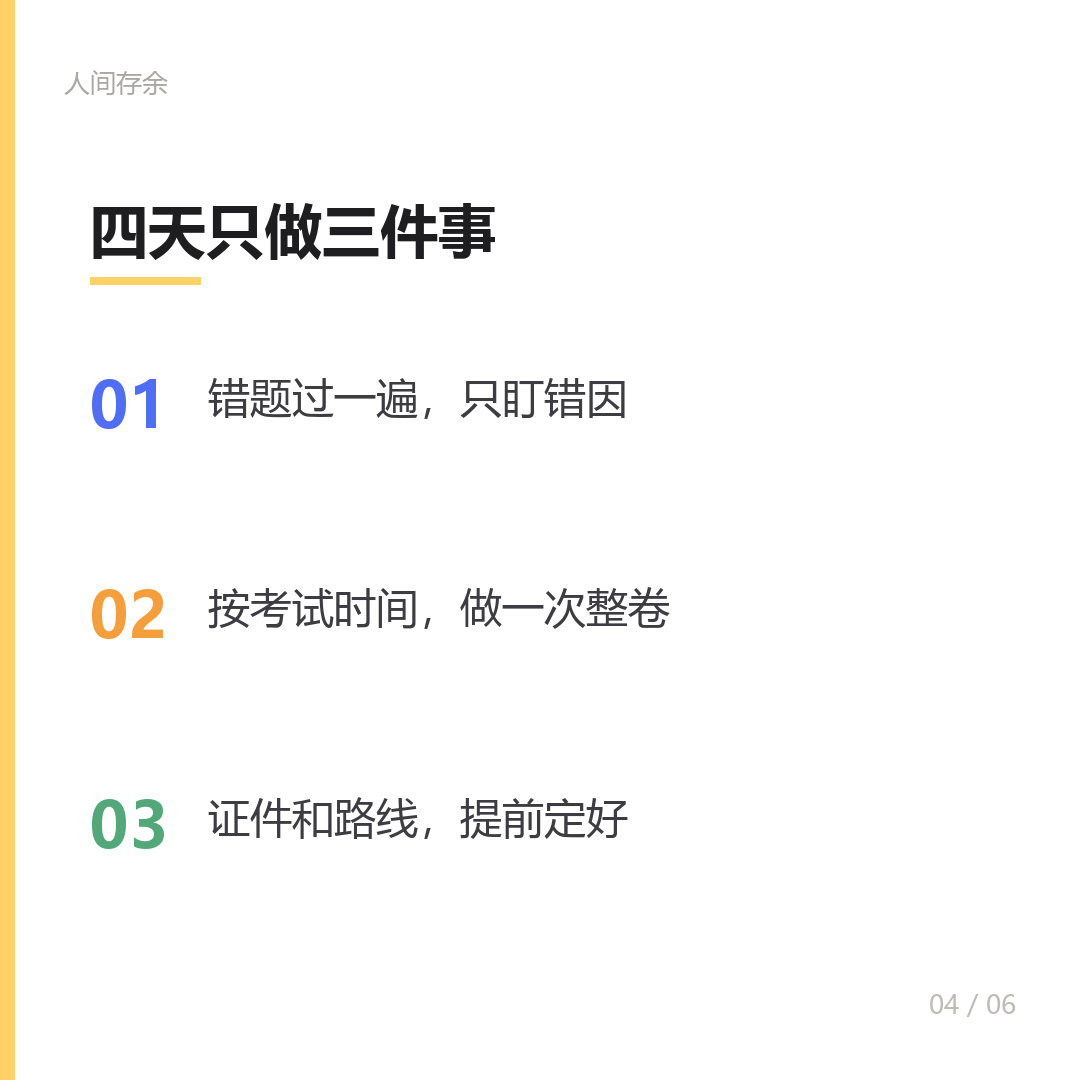 人间存余
四天只做三件事
01 错题过一遍，只盯错因
02 按考试时间，做一次整卷
03 证件和路线，提前定好
04 / 06